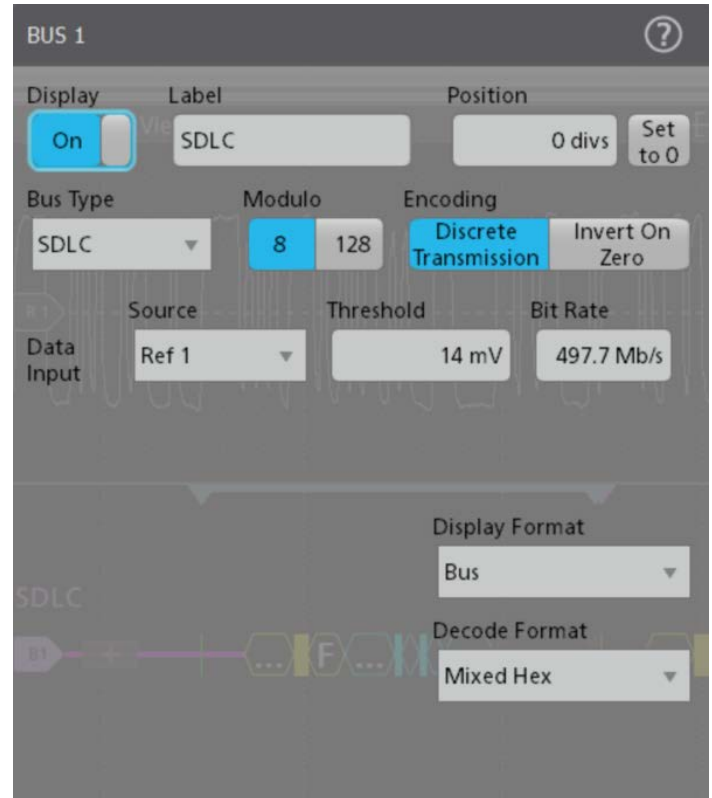 BUS 1
?
Display Label Position
On SDLC 0 divs Set to 0
Bus Type Modulo Encoding
SDLC 8 128 Discrete Transmission Invert On Zero
Source Threshold Bit Rate
Data Input Ref 1 14 mV 497.7 Mb/s
Display Format
Bus
SDLC
Decode Format
B1 ... F ... Mixed Hex